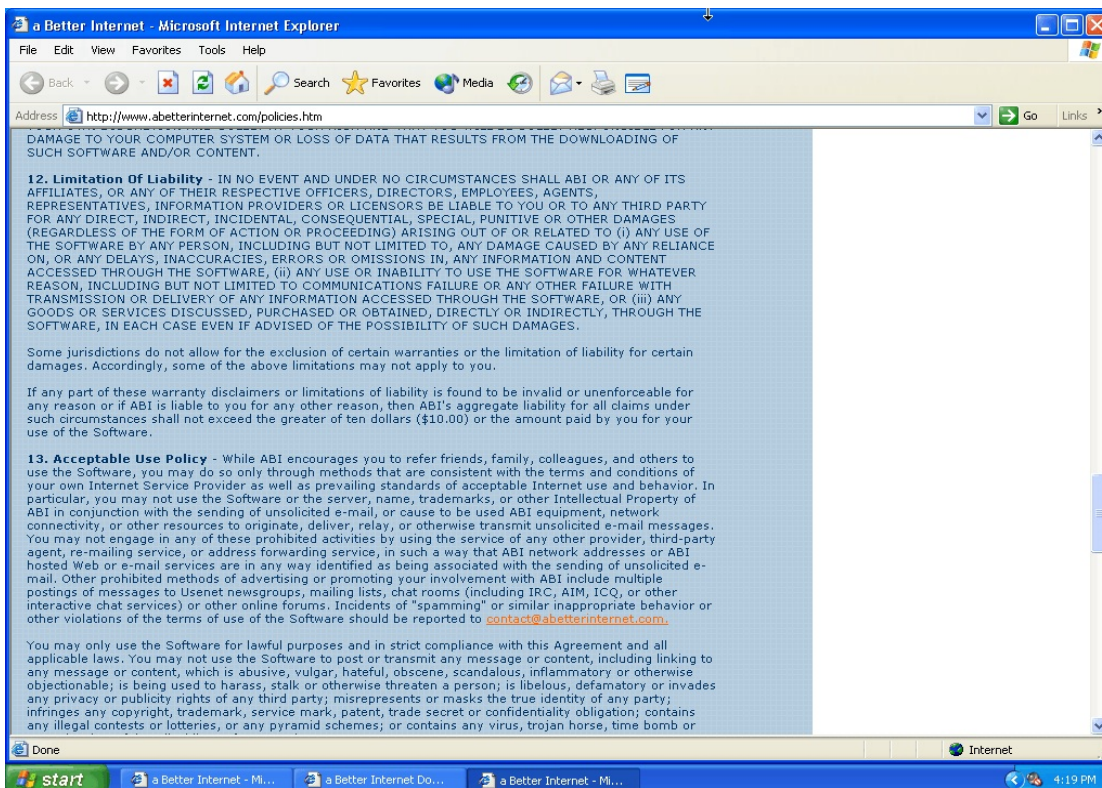 a Better Internet - Microsoft Internet Explorer
File Edit View Favorites Tools Help
Back Search Favorites Media
Address http://www.abetterinternet.com/policies.htm Go Links
DAMAGE TO YOUR COMPUTER SYSTEM OR LOSS OF DATA THAT RESULTS FROM THE DOWNLOADING OF
SUCH SOFTWARE AND/OR CONTENT.
12. Limitation Of Liability - IN NO EVENT AND UNDER NO CIRCUMSTANCES SHALL ABI OR ANY OF ITS
AFFILIATES, OR ANY OF THEIR RESPECTIVE OFFICERS, DIRECTORS, EMPLOYEES, AGENTS,
REPRESENTATIVES, INFORMATION PROVIDERS OR LICENSORS BE LIABLE TO YOU OR TO ANY THIRD PARTY
FOR ANY DIRECT, INDIRECT, INCIDENTAL, CONSEQUENTIAL, SPECIAL, PUNITIVE OR OTHER DAMAGES
(REGARDLESS OF THE FORM OF ACTION OR PROCEEDING) ARISING OUT OF OR RELATED TO (i) ANY USE OF
THE SOFTWARE BY ANY PERSON, INCLUDING BUT NOT LIMITED TO, ANY DAMAGE CAUSED BY ANY RELIANCE
ON, OR ANY DELAYS, INACCURACIES, ERRORS OR OMISSIONS IN, ANY INFORMATION AND CONTENT
ACCESSED THROUGH THE SOFTWARE, (ii) ANY USE OR INABILITY TO USE THE SOFTWARE FOR WHATEVER
REASON, INCLUDING BUT NOT LIMITED TO COMMUNICATIONS FAILURE OR ANY OTHER FAILURE WITH
TRANSMISSION OR DELIVERY OF ANY INFORMATION ACCESSED THROUGH THE SOFTWARE, OR (iii) ANY
GOODS OR SERVICES DISCUSSED, PURCHASED OR OBTAINED, DIRECTLY OR INDIRECTLY, THROUGH THE
SOFTWARE, IN EACH CASE EVEN IF ADVISED OF THE POSSIBILITY OF SUCH DAMAGES.
Some jurisdictions do not allow for the exclusion of certain warranties or the limitation of liability for certain
damages. Accordingly, some of the above limitations may not apply to you.
If any part of these warranty disclaimers or limitations of liability is found to be invalid or unenforceable for
any reason or if ABI is liable to you for any other reason, then ABI's aggregate liability for all claims under
such circumstances shall not exceed the greater of ten dollars ($10.00) or the amount paid by you for your
use of the Software.
13. Acceptable Use Policy - While ABI encourages you to refer friends, family, colleagues, and others to
use the Software, you may do so only through methods that are consistent with the terms and conditions of
your own Internet Service Provider as well as prevailing standards of acceptable Internet use and behavior. In
particular, you may not use the Software or the server, name, trademarks, or other Intellectual Property of
ABI in conjunction with the sending of unsolicited e-mail, or cause to be used ABI equipment, network
connectivity, or other resources to originate, deliver, relay, or otherwise transmit unsolicited e-mail messages.
You may not engage in any of these prohibited activities by using the service of any other provider, third-party
agent, re-mailing service, or address forwarding service, in such a way that ABI network addresses or ABI
hosted Web or e-mail services are in any way identified as being associated with the sending of unsolicited e-
mail. Other prohibited methods of advertising or promoting your involvement with ABI include multiple
postings of messages to Usenet newsgroups, mailing lists, chat rooms (including IRC, AIM, ICQ, or other
interactive chat services) or other online forums. Incidents of "spamming" or similar inappropriate behavior or
other violations of the terms of use of the Software should be reported to contact@abetterinternet.com.
You may only use the Software for lawful purposes and in strict compliance with this Agreement and all
applicable laws. You may not use the Software to post or transmit any message or content, including linking to
any message or content, which is abusive, vulgar, hateful, obscene, scandalous, inflammatory or otherwise
objectionable; is being used to harass, stalk or otherwise threaten a person; is libelous, defamatory or invades
any privacy or publicity rights of any third party; misrepresents or masks the true identity of any party;
infringes any copyright, trademark, service mark, patent, trade secret or confidentiality obligation; contains
any illegal contests or lotteries, or any pyramid schemes; or contains any virus, trojan horse, time bomb or
Done Internet
start a Better Internet - Mi... a Better Internet Do... a Better Internet - Mi... 4:19 PM